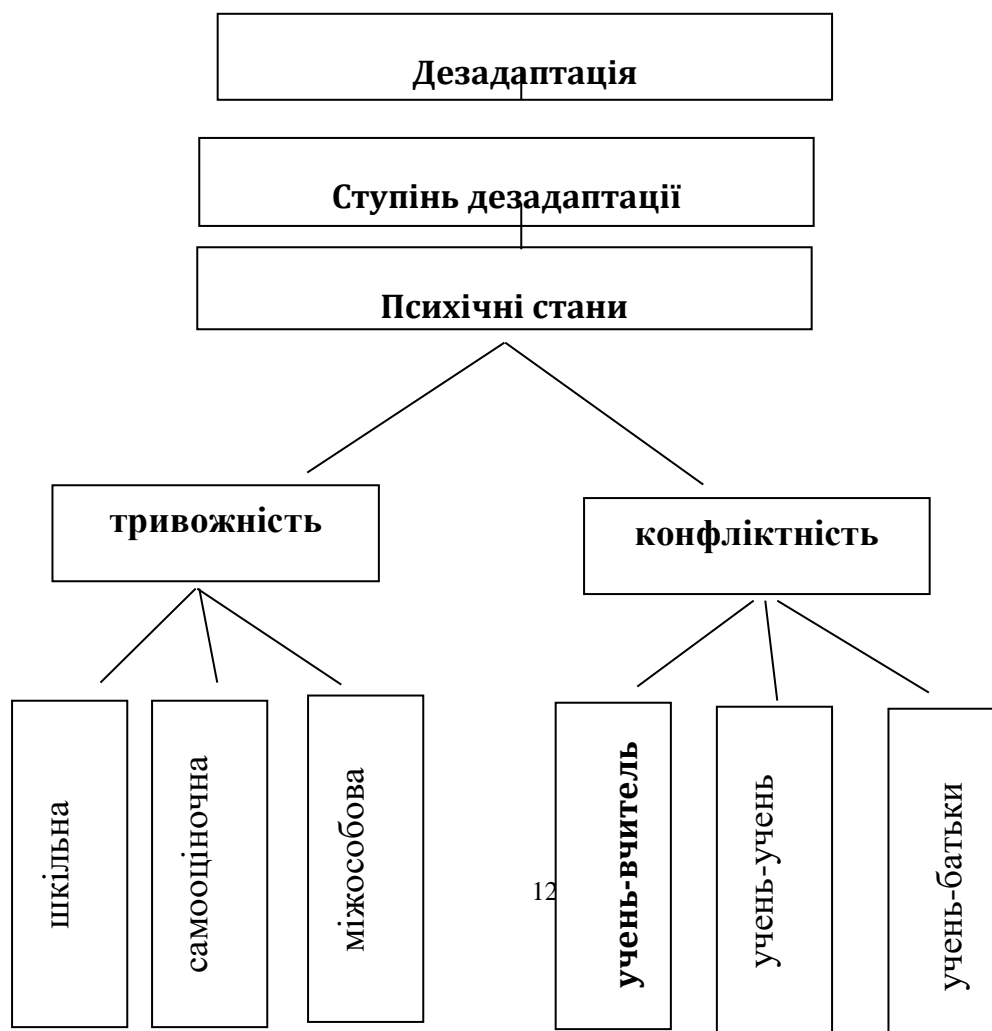 Дезадаптація
Ступінь дезадаптації
Психічні стани
тривожність
конфліктність
шкільна
самооціночна
міжособова
12
учень-вчитель
учень-учень
учень-батьки